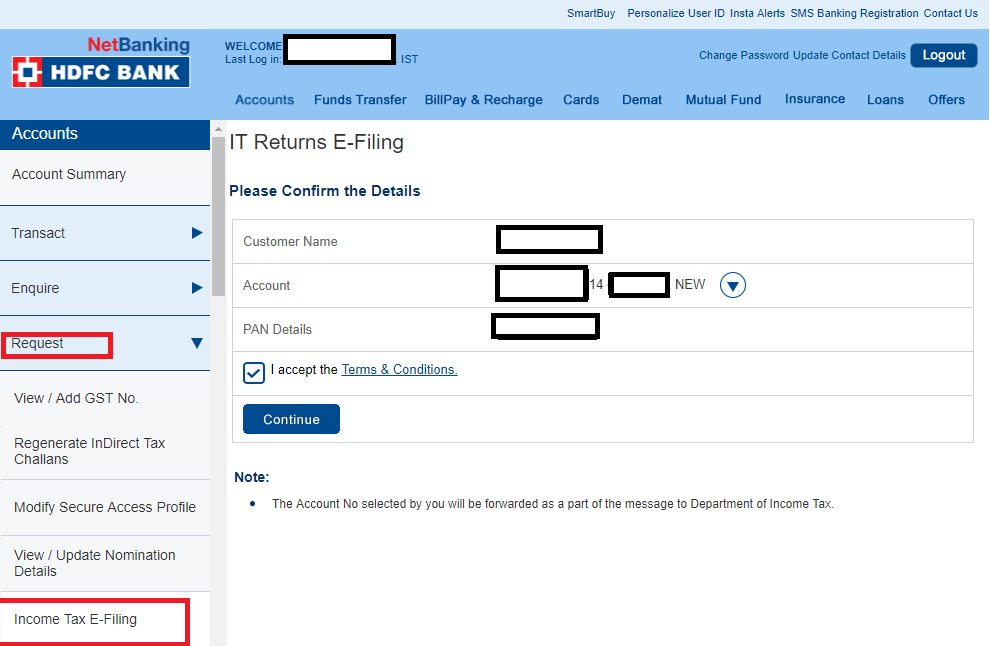 SmartBuy Personalize User ID Insta Alerts SMS Banking Registration Contact Us
NetBanking
HDFC BANK
WELCOME
Last Log in: IST
Change Password Update Contact Details Logout
Accounts Funds Transfer BillPay & Recharge Cards Demat Mutual Fund Insurance Loans Offers
Accounts
Account Summary
Transact
Enquire
Request
View / Add GST No.
Regenerate InDirect Tax
Challans
Modify Secure Access Profile
View / Update Nomination
Details
Income Tax E-Filing
IT Returns E-Filing
Please Confirm the Details
Customer Name
Account 14 - NEW
PAN Details
I accept the Terms & Conditions.
Continue
Note:
• The Account No selected by you will be forwarded as a part of the message to Department of Income Tax.